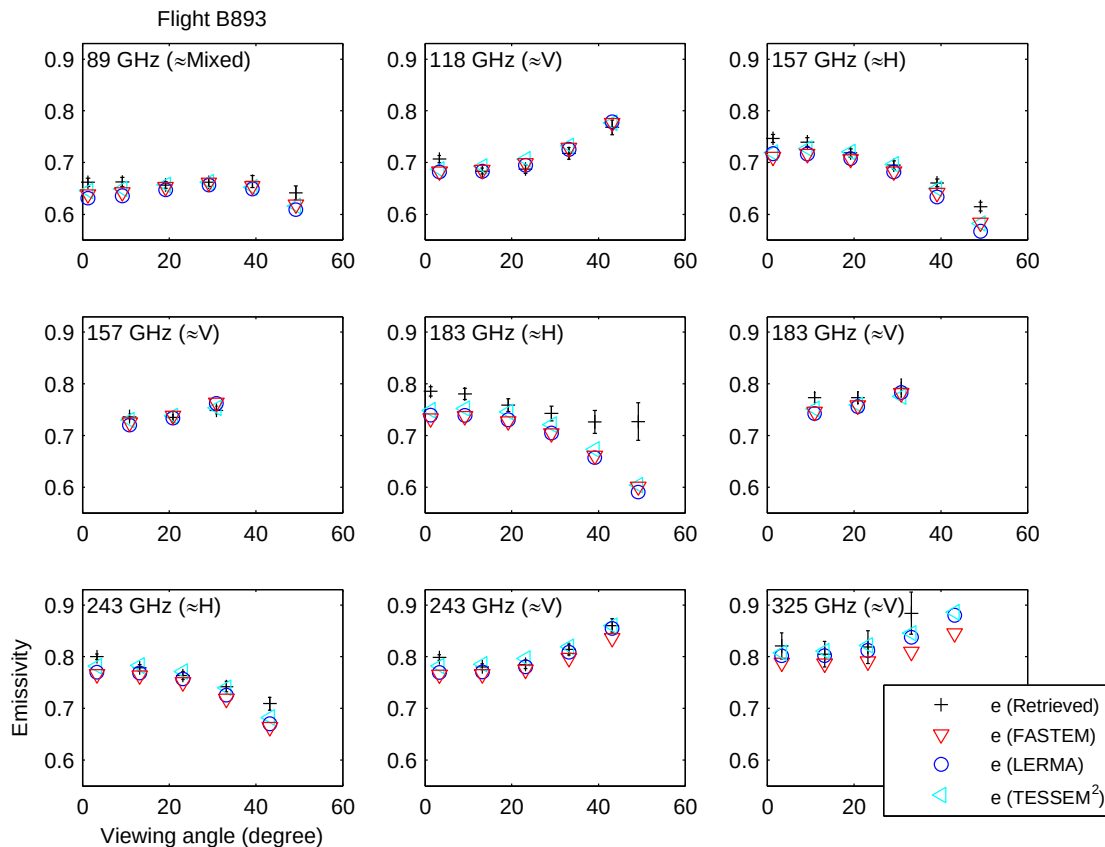 Flight B893
89 GHz (≈Mixed)
118 GHz (≈V)
157 GHz (≈H)
0.9
0.8
0.7
0.6
0 20 40 60
0.9
0.8
0.7
0.6
0 20 40 60
0.9
0.8
0.7
0.6
0 20 40 60
157 GHz (≈V)
183 GHz (≈H)
183 GHz (≈V)
0.9
0.8
0.7
0.6
0 20 40 60
0.9
0.8
0.7
0.6
0 20 40 60
0.9
0.8
0.7
0.6
0 20 40 60
243 GHz (≈H)
243 GHz (≈V)
325 GHz (≈V)
Emissivity
0.9
0.8
0.7
0.6
0 20 40 60
Viewing angle (degree)
0.9
0.8
0.7
0.6
0 20 40 60
0.9
0.8
0.7
0.6
0 20
e (Retrieved)
e (FASTEM)
e (LERMA)
e (TESSEM²)